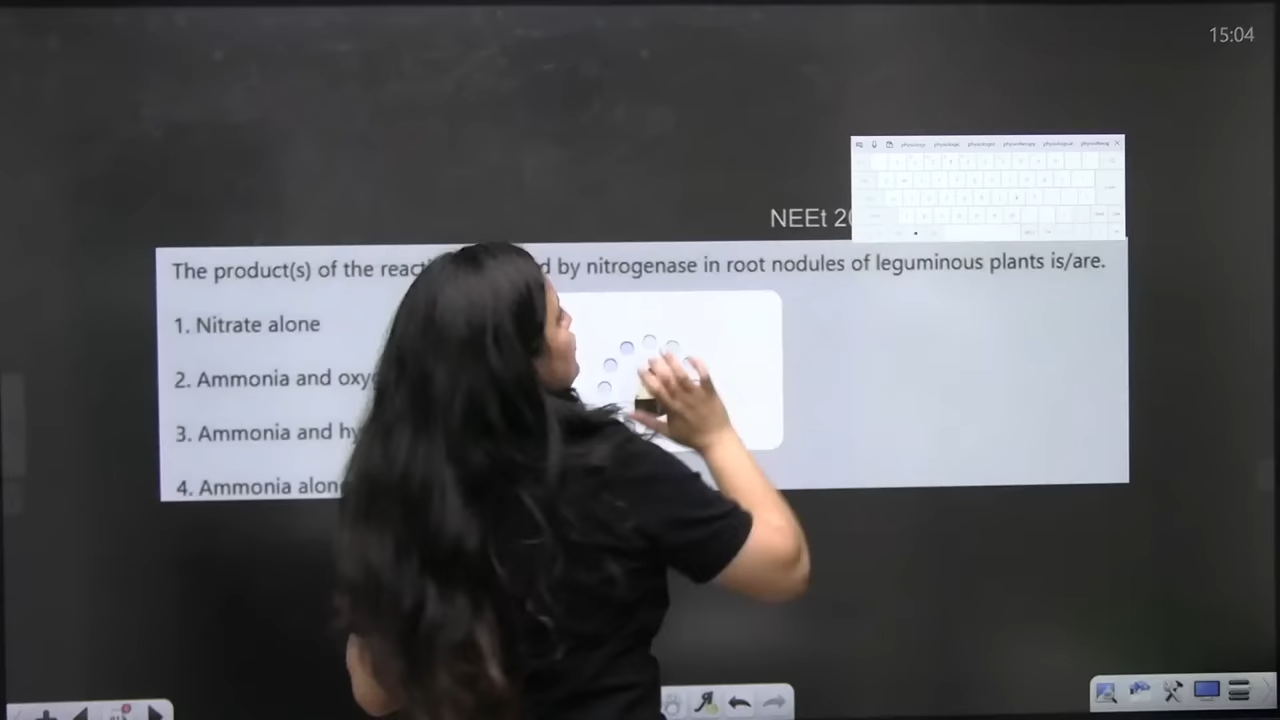 15:04
NEEt 20
The product(s) of the reac by nitrogenase in root nodules of leguminous plants is/are.
1. Nitrate alone
2. Ammonia and oxy
3. Ammonia and hy
4. Ammonia alon